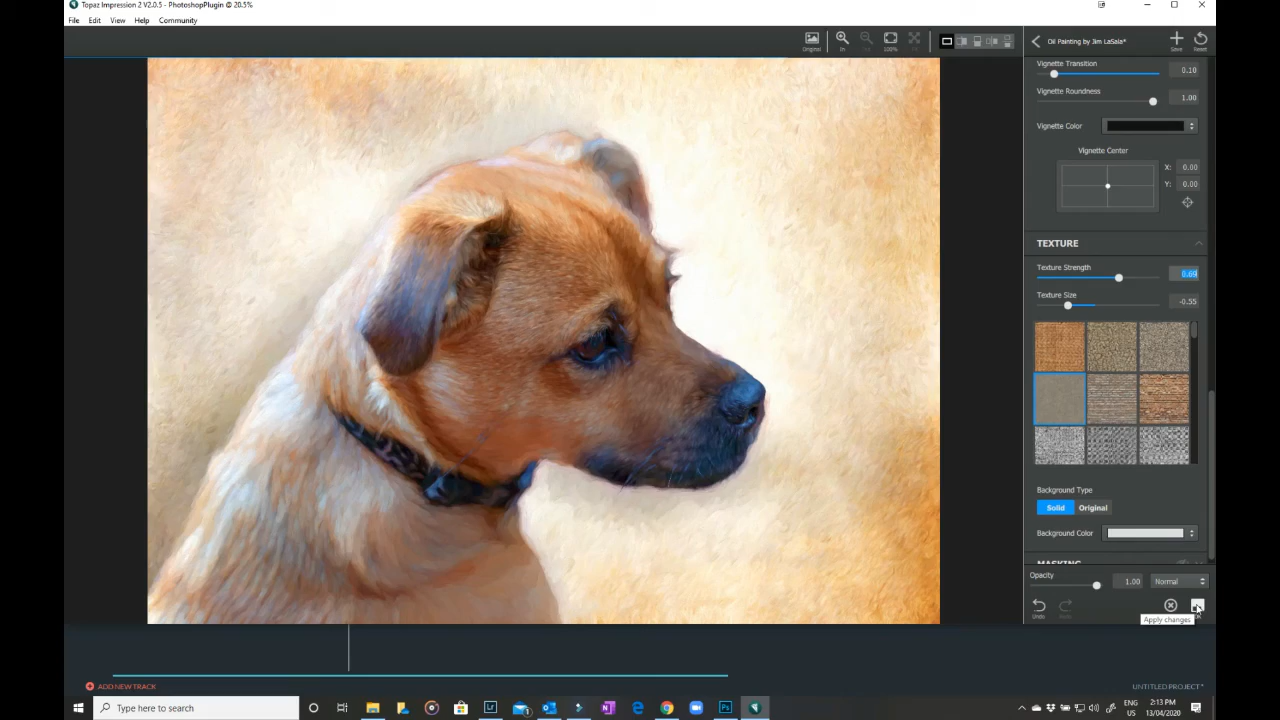 Topaz Impression 2 V2.0.5 - PhotoshopPlugin @ 20.5%
File Edit View Help Community
Original In 100%
Oil Painting by Jim LaSala*
Save Reset
Vignette Transition 0.10
Vignette Roundness 1.00
Vignette Color
Vignette Center
X: 0.00
Y: 0.00
TEXTURE
Texture Strength 0.69
Texture Size -0.55
Background Type
Solid Original
Background Color
MASKING
Opacity 1.00 Normal
Undo
Apply changes
ADD NEW TRACK
UNTITLED PROJECT*
Type here to search
ENG
US
2:13 PM
13/04/2020